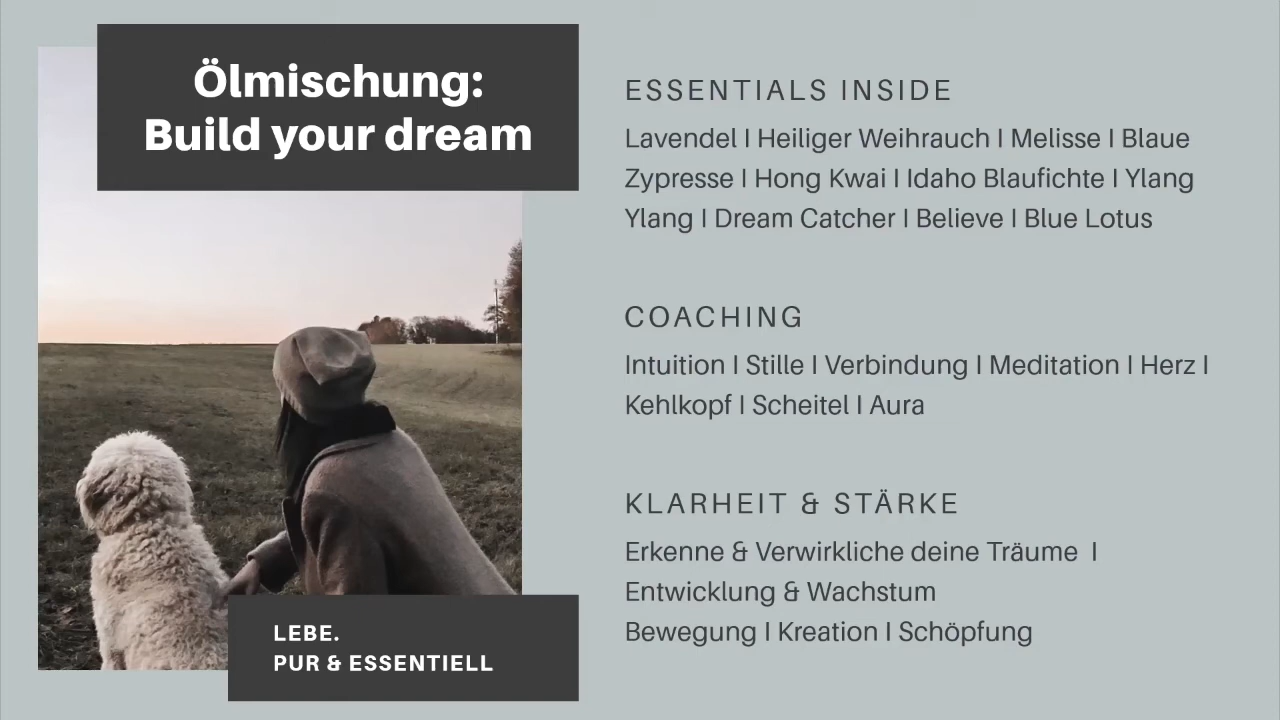 Ölmischung:
Build your dream
LEBE.
PUR & ESSENTIELL
ESSENTIALS INSIDE
Lavendel I Heiliger Weihrauch I Melisse I Blaue
Zypresse I Hong Kwai I Idaho Blaufichte I Ylang
Ylang I Dream Catcher I Believe I Blue Lotus
COACHING
Intuition I Stille I Verbindung I Meditation I Herz I
Kehlkopf I Scheitel I Aura
KLARHEIT & STÄRKE
Erkenne & Verwirkliche deine Träume I
Entwicklung & Wachstum
Bewegung I Kreation I Schöpfung